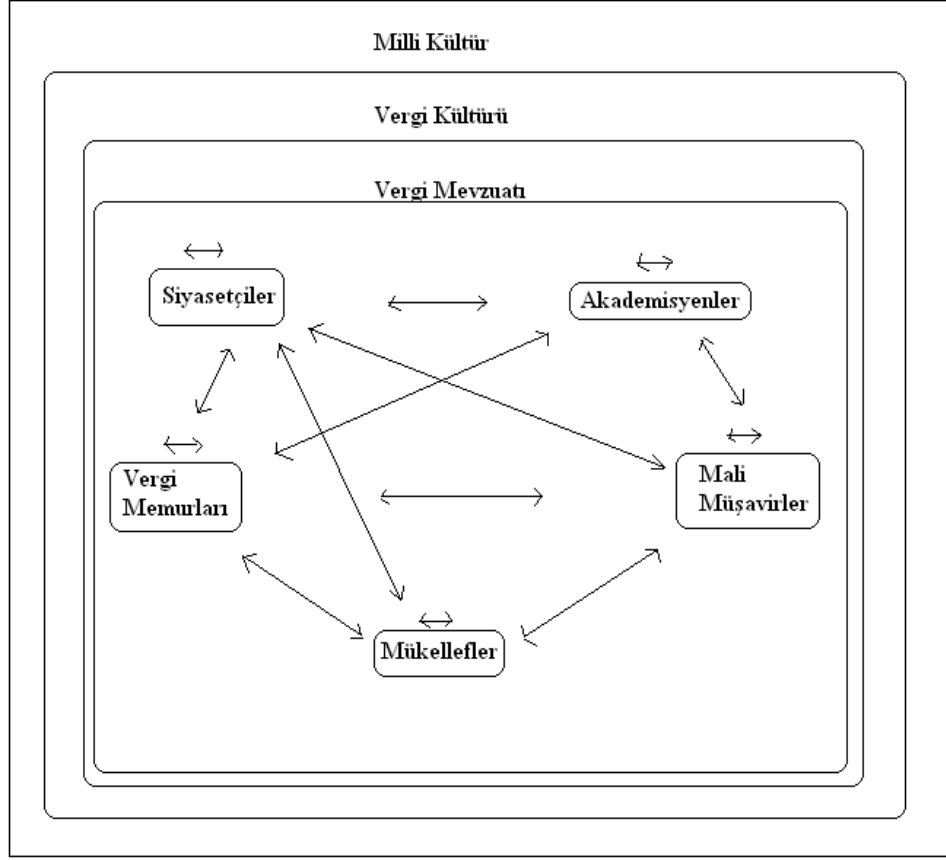 Milli Kültür
Vergi Kültürü
Vergi Mevzuatı
Siyasetçiler
Akademisyenler
Vergi
Memurları
Mali
Müşavirler
Mükellefler